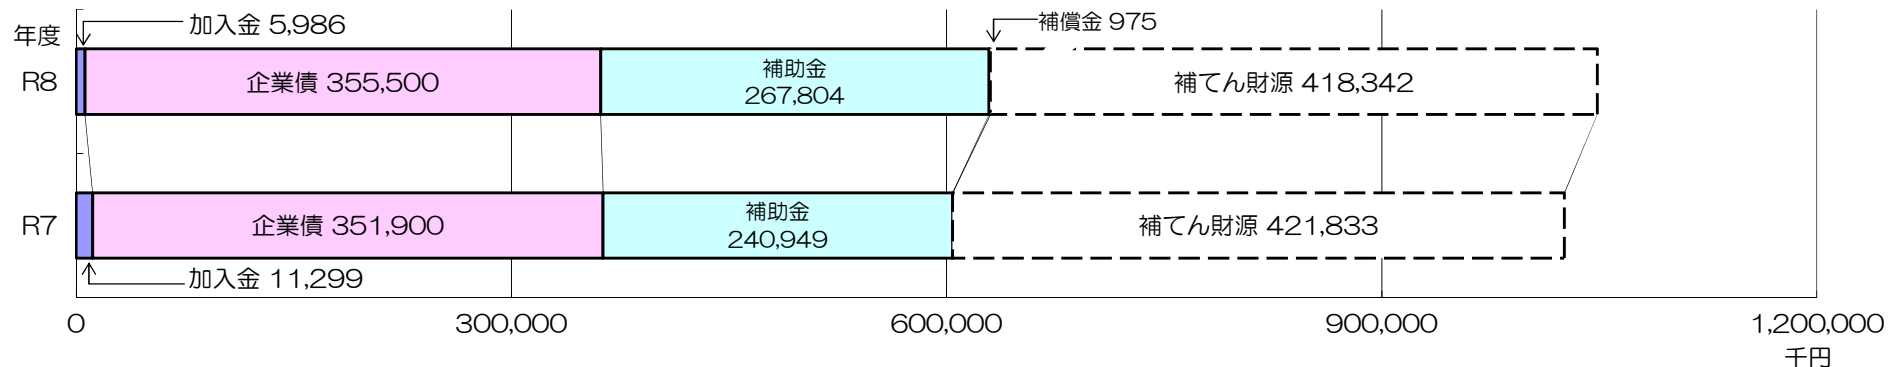 加入金 5,986
補償金 975
年度
R8
企業債 355,500
補助金
267,804
補てん財源 418,342
R7
企業債 351,900
補助金
240,949
補てん財源 421,833
加入金 11,299
0
300,000
600,000
900,000
1,200,000
千円